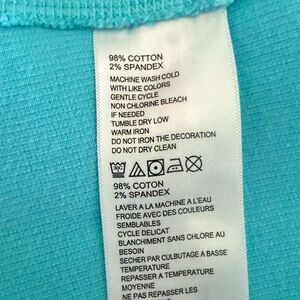 98% COTTON
2% SPANDEX
MACHINE WASH COLD
WITH LIKE COLORS
GENTLE CYCLE
NON CHLORINE BLEACH
IF NEEDED
TUMBLE DRY LOW
WARM IRON
DO NOT IRON THE DECORATION
DO NOT DRY CLEAN
98% COTON
2% SPANDEX
LAVER A LA MACHINE A L'EAU
FROIDE AVEC DES COULEURS
SEMBLABLES
CYCLE DELICAT
BLANCHIMENT SANS CHLORE AU
BESOIN
SECHER PAR CULBUTAGE A BASSE
TEMPERATURE
REPASSER A TEMPERATURE
MOYENNE
NE PAS REPASSER LES